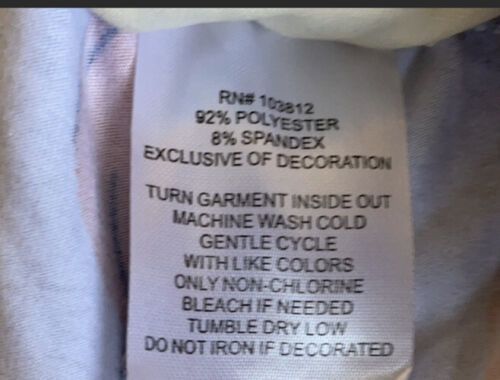 RN# 103812
92% POLYESTER
8% SPANDEX
EXCLUSIVE OF DECORATION
TURN GARMENT INSIDE OUT
MACHINE WASH COLD
GENTLE CYCLE
WITH LIKE COLORS
ONLY NON-CHLORINE
BLEACH IF NEEDED
TUMBLE DRY LOW
DO NOT IRON IF DECORATED